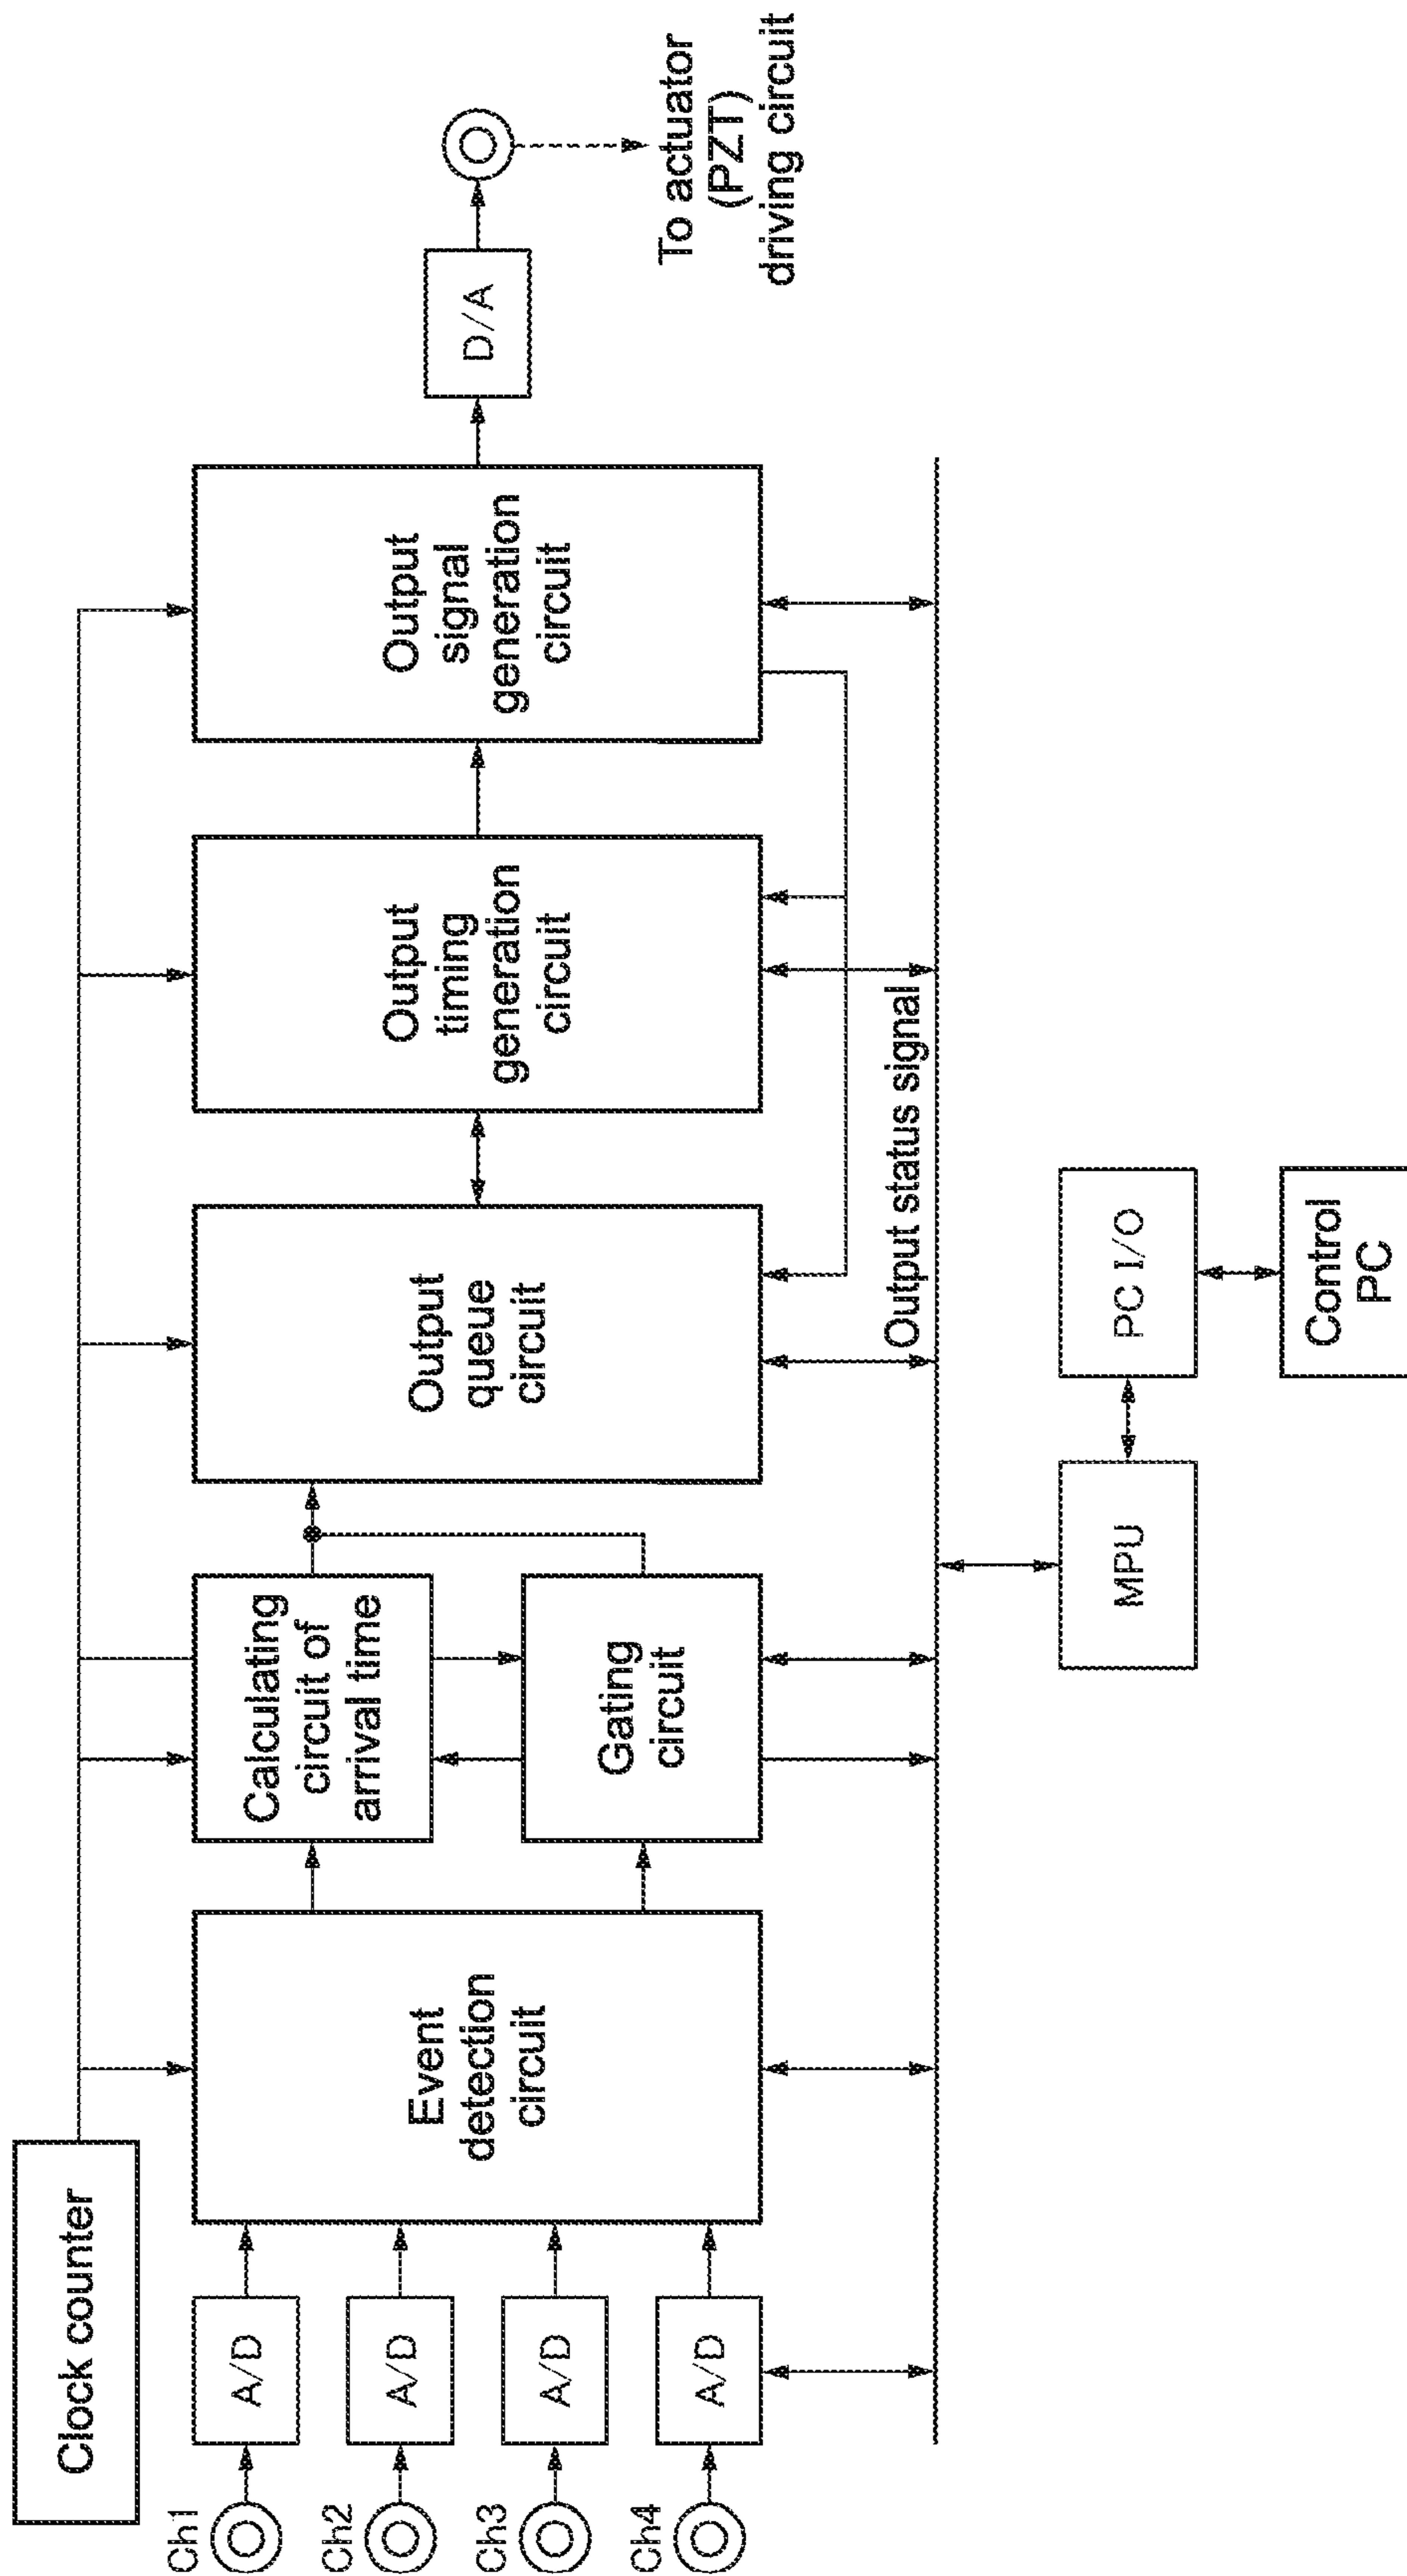 Clock counter
Ch1
A/D
Ch2
A/D
Ch3
A/D
Ch4
A/D
Event
detection
circuit
Calculating
circuit of
arrival time
Gating
circuit
Output
queue
circuit
Output
timing
generation
circuit
Output
signal
generation
circuit
D/A
To actuator
(PZT)
driving circuit
Output status signal
MPU
PC I/O
Control
PC